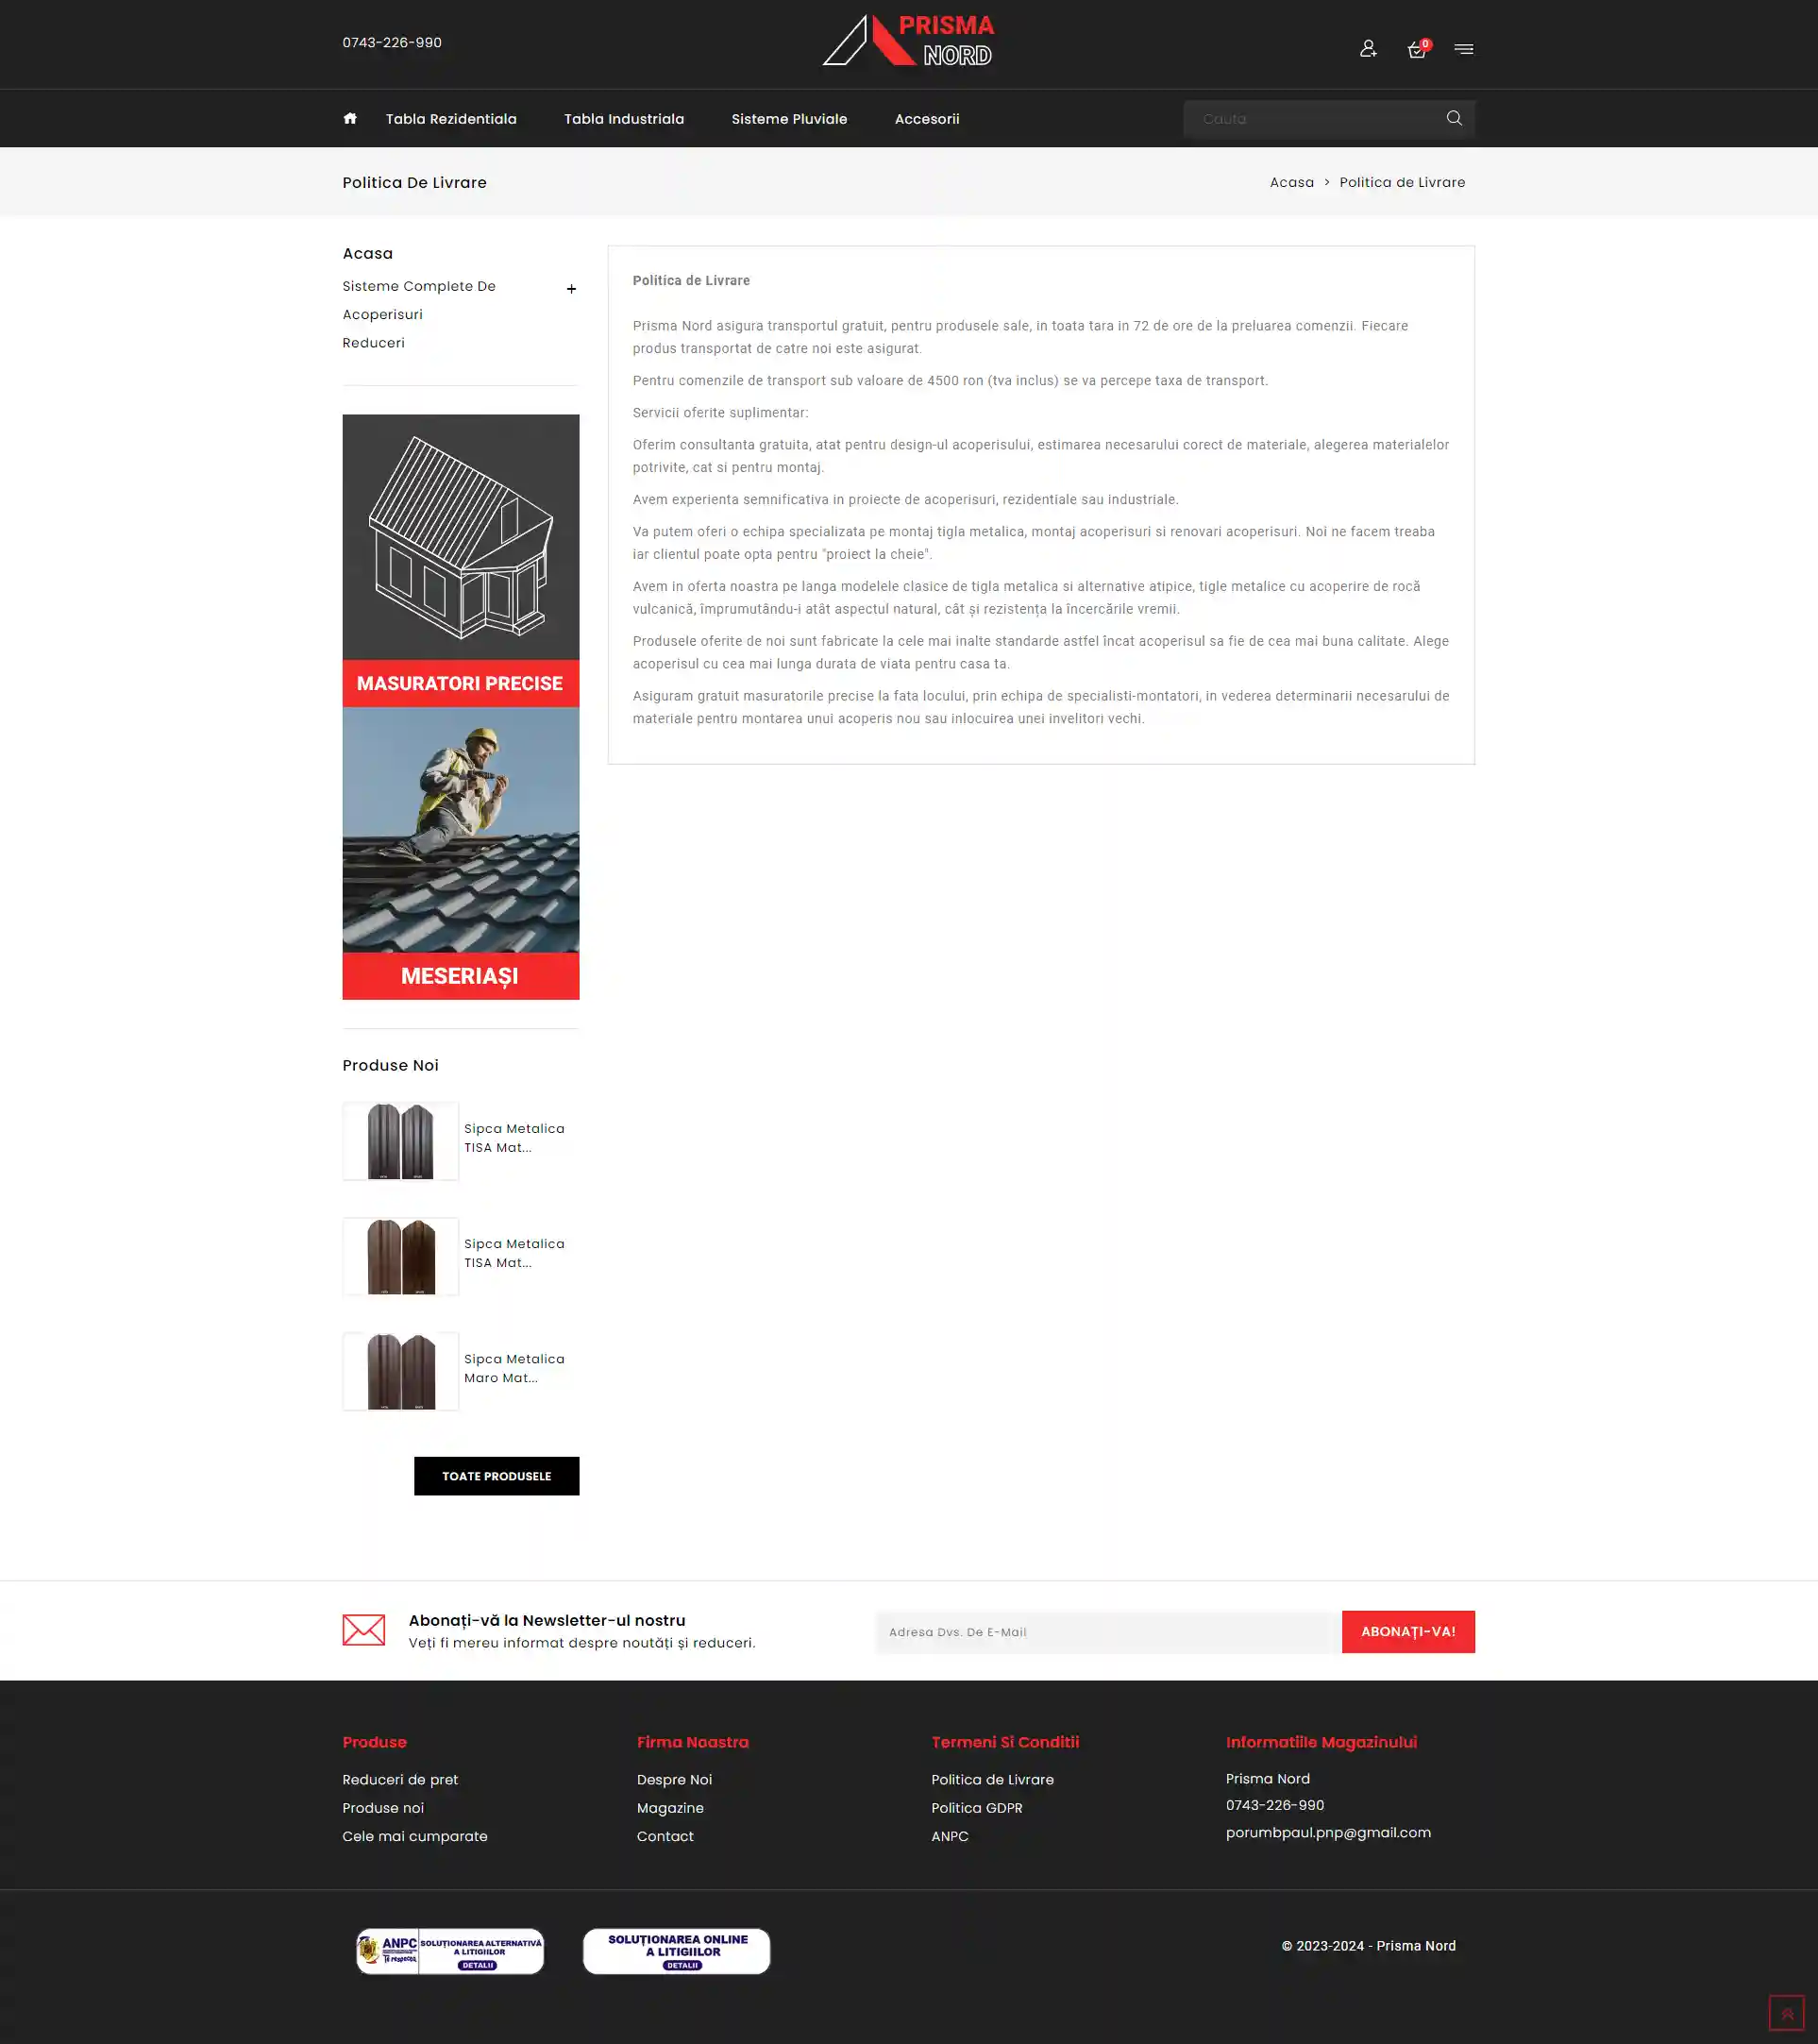 0743-226-990
PRISMA
NORD
0
Tabla Rezidentiala
Tabla Industriala
Sisteme Pluviale
Accesorii
Cauta
Politica De Livrare
Acasa > Politica de Livrare
Acasa
Sisteme Complete De
Acoperisuri
+
Reduceri
Politica de Livrare
Prisma Nord asigura transportul gratuit, pentru produsele sale, in toata tara in 72 de ore de la preluarea comenzii. Fiecare
produs transportat de catre noi este asigurat.
Pentru comenzile de transport sub valoare de 4500 ron (tva inclus) se va percepe taxa de transport.
Servicii oferite suplimentar:
Oferim consultanta gratuita, atat pentru design-ul acoperisului, estimarea necesarului corect de materiale, alegerea materialelor
potrivite, cat si pentru montaj.
Avem experienta semnificativa in proiecte de acoperisuri, rezidentiale sau industriale.
Va putem oferi o echipa specializata pe montaj tigla metalica, montaj acoperisuri si renovari acoperisuri. Noi ne facem treaba
iar clientul poate opta pentru "proiect la cheie".
Avem in oferta noastra pe langa modelele clasice de tigla metalica si alternative atipice, tigle metalice cu acoperire de rocă
vulcanică, împrumutându-i atât aspectul natural, cât și rezistența la încercările vremii.
Produsele oferite de noi sunt fabricate la cele mai inalte standarde astfel încat acoperisul sa fie de cea mai buna calitate. Alege
acoperisul cu cea mai lunga durata de viata pentru casa ta.
Asiguram gratuit masuratorile precise la fata locului, prin echipa de specialisti-montatori, in vederea determinarii necesarului de
materiale pentru montarea unui acoperis nou sau inlocuirea unei invelitori vechi.
MASURATORI PRECISE
MESERIAȘI
Produse Noi
Sipca Metalica
TISA Mat...
Sipca Metalica
TISA Mat...
Sipca Metalica
Maro Mat...
TOATE PRODUSELE
Abonați-vă la Newsletter-ul nostru
Veți fi mereu informat despre noutăți și reduceri.
Adresa Dvs. De E-Mail
ABONAȚI-VA!
Produse
Reduceri de pret
Produse noi
Cele mai cumparate
Firma Noastra
Despre Noi
Magazine
Contact
Termeni Si Conditii
Politica de Livrare
Politica GDPR
ANPC
Informatiile Magazinului
Prisma Nord
0743-226-990
porumbpaul.pnp@gmail.com
ANPC
Te respectă
SOLUȚIONAREA ALTERNATIVĂ
A LITIGIILOR
DETALII
SOLUȚIONAREA ONLINE
A LITIGIILOR
DETALII
© 2023-2024 - Prisma Nord